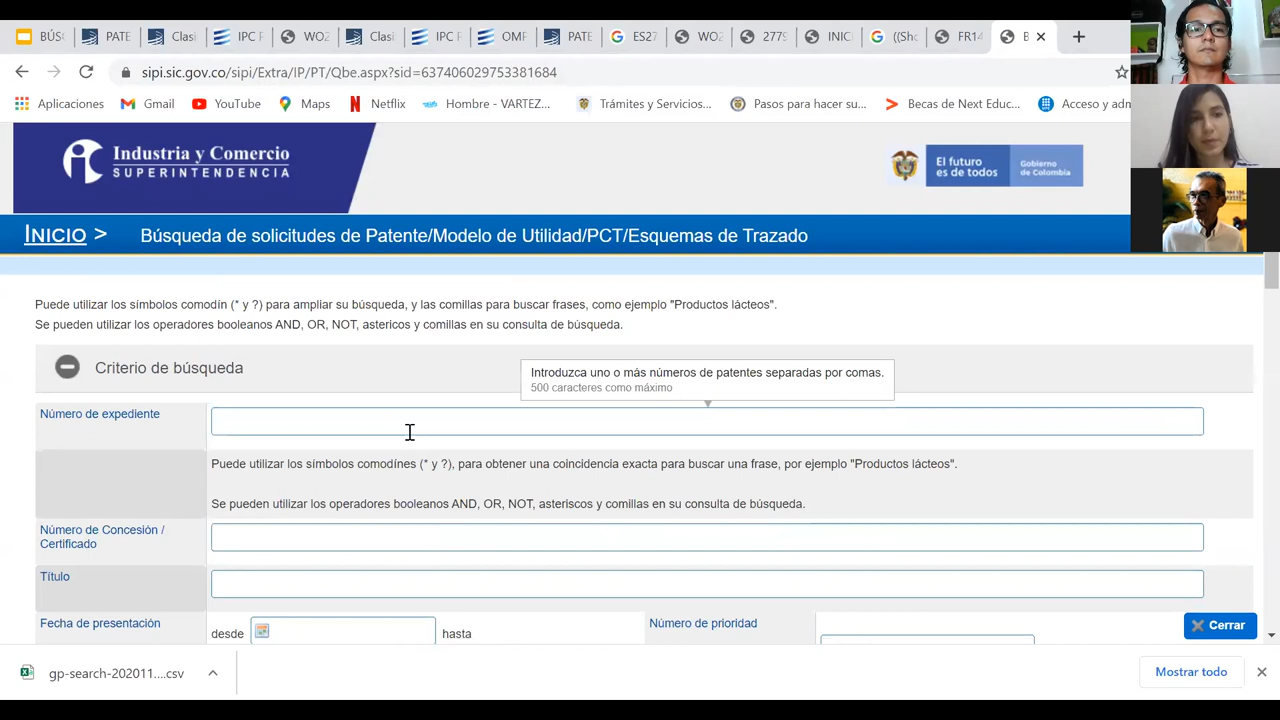 BÚS
PATE
Clasi
IPC P
WO2
Clasi
IPC P
OMP
PATE
ES27
WO2
2779
INIC
((Sho
FR14
B
sipi.sic.gov.co/sipi/Extra/IP/PT/Qbe.aspx?sid=637406029753381684
Aplicaciones
Gmail
YouTube
Maps
Netflix
Hombre - VARTEZ...
Trámites y Servicios...
Pasós para hacer su...
Becas de Next Educ...
Acceso y adm
Industria y Comercio
SUPERINTENDENCIA
El futuro
es de todos
Gobierno
de Colombia
INICIO >
Búsqueda de solicitudes de Patente/Modelo de Utilidad/PCT/Esquemas de Trazado
Puede utilizar los símbolos comodín (* y ?) para ampliar su búsqueda, y las comillas para buscar frases, como ejemplo "Productos lácteos".
Se pueden utilizar los operadores booleanos AND, OR, NOT, astericos y comillas en su consulta de búsqueda.
Criterio de búsqueda
Introduzca uno o más números de patentes separadas por comas.
500 caracteres como máximo
Número de expediente
Puede utilizar los símbolos comodínes (* y ?), para obtener una coincidencia exacta para buscar una frase, por ejemplo "Productos lácteos".
Se pueden utilizar los operadores booleanos AND, OR, NOT, asteriscos y comillas en su consulta de búsqueda.
Número de Concesión /
Certificado
Título
Fecha de presentación
desde
hasta
Número de prioridad
Cerrar
gp-search-202011....csv
Mostrar todo